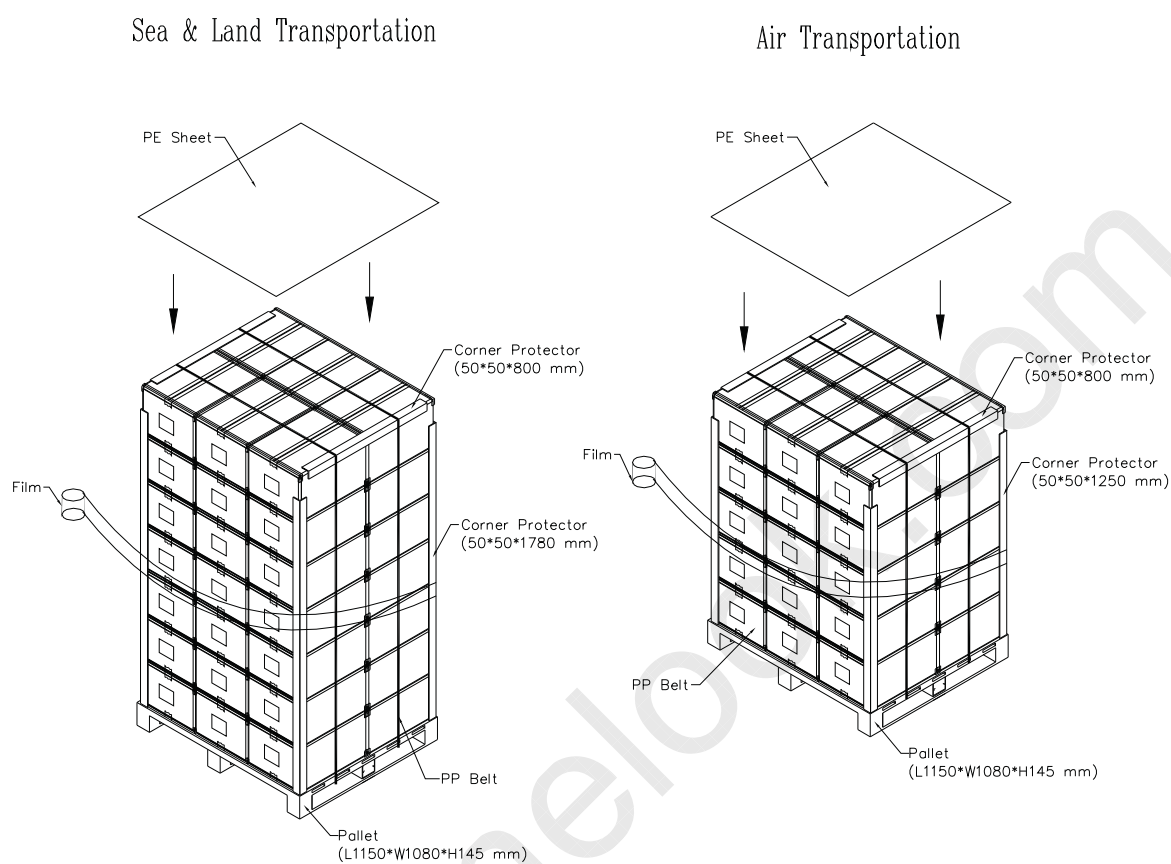 Sea & Land Transportation
PE Sheet
Corner Protector
(50*50*800 mm)
Film
Corner Protector
(50*50*1780 mm)
PP Belt
Pallet
(L1150*W1080*H145 mm)
Air Transportation
PE Sheet
Corner Protector
(50*50*800 mm)
Film
Corner Protector
(50*50*1250 mm)
PP Belt
Pallet
(L1150*W1080*H145 mm)
nelook.com